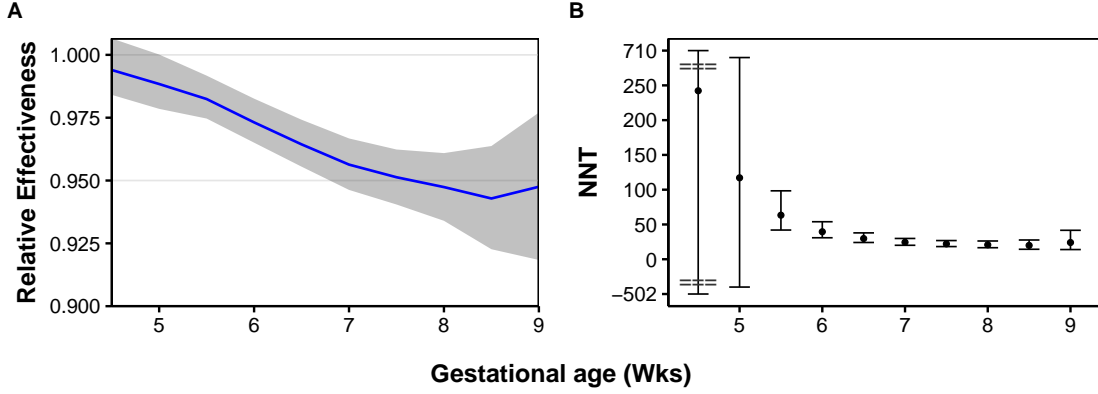 A
B
Relative Effectiveness
1.000
0.975
0.950
0.925
0.900
5 6 7 8 9
NNT
710
250
200
150
100
50
0
−502
5 6 7 8 9
Gestational age (Wks)